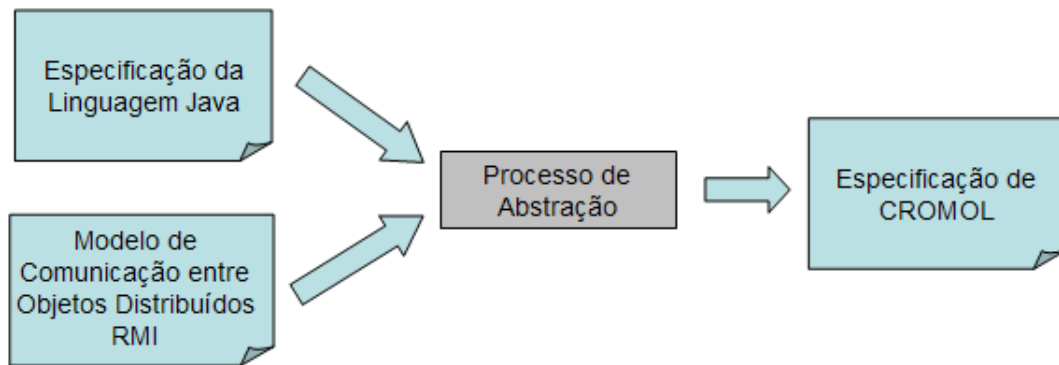 Especificação da
Linguagem Java
Modelo de
Comunicação entre
Objetos Distribuídos
RMI
Processo de
Abstração
Especificação de
CROMOL